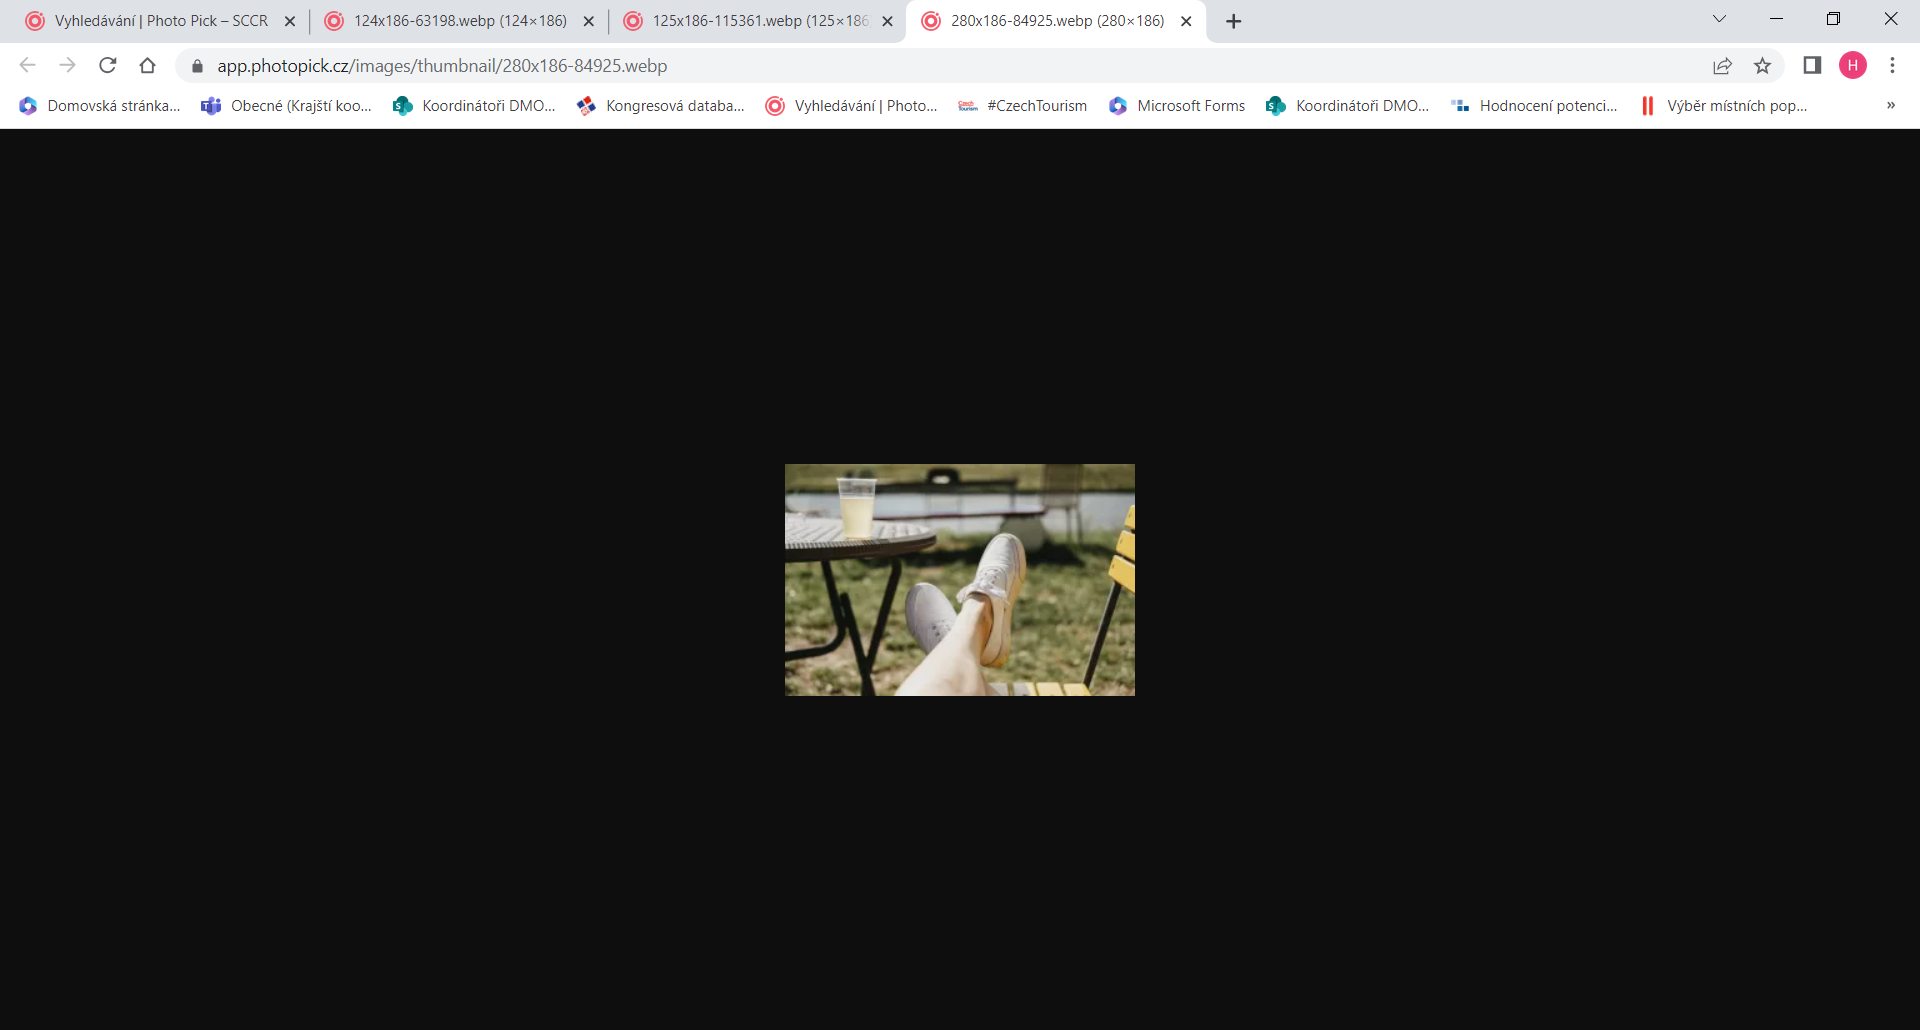 Vyhledávání | Photo Pick – SCCR
124x186-63198.webp (124×186)
125x186-115361.webp (125×186
280x186-84925.webp (280×186)
app.photopick.cz/images/thumbnail/280x186-84925.webp
H
Domovská stránka...
Obecné (Krajští koo...
Koordinátoři DMO...
Kongresová databa...
Vyhledávání | Photo...
Czech Tourism #CzechTourism
Microsoft Forms
Koordinátoři DMO...
Hodnocení potenci...
Výběr místních pop...
»